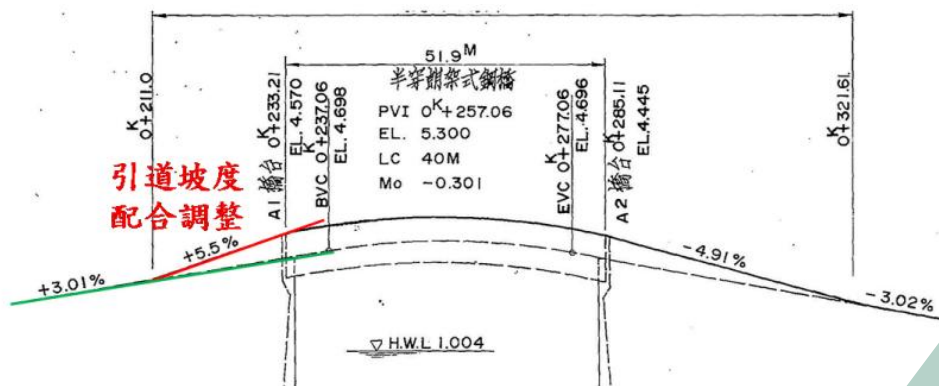 51.9M
半穿明架式鋼橋
PVI 0K+257.06
EL. 5.300
LC 40M
Mo -0.301
0K+211.0
A1 橋台 0K+233.21
EL. 4.570
BVC 0K+237.06
EL. 4.698
EVC 0K+277.06
EL. 4.696
A2 橋台 0K+285.11
EL. 4.445
0K+321.61
引道坡度
配合調整
+5.5%
+3.01%
-4.91%
-3.02%
▽ H.W.L 1.004